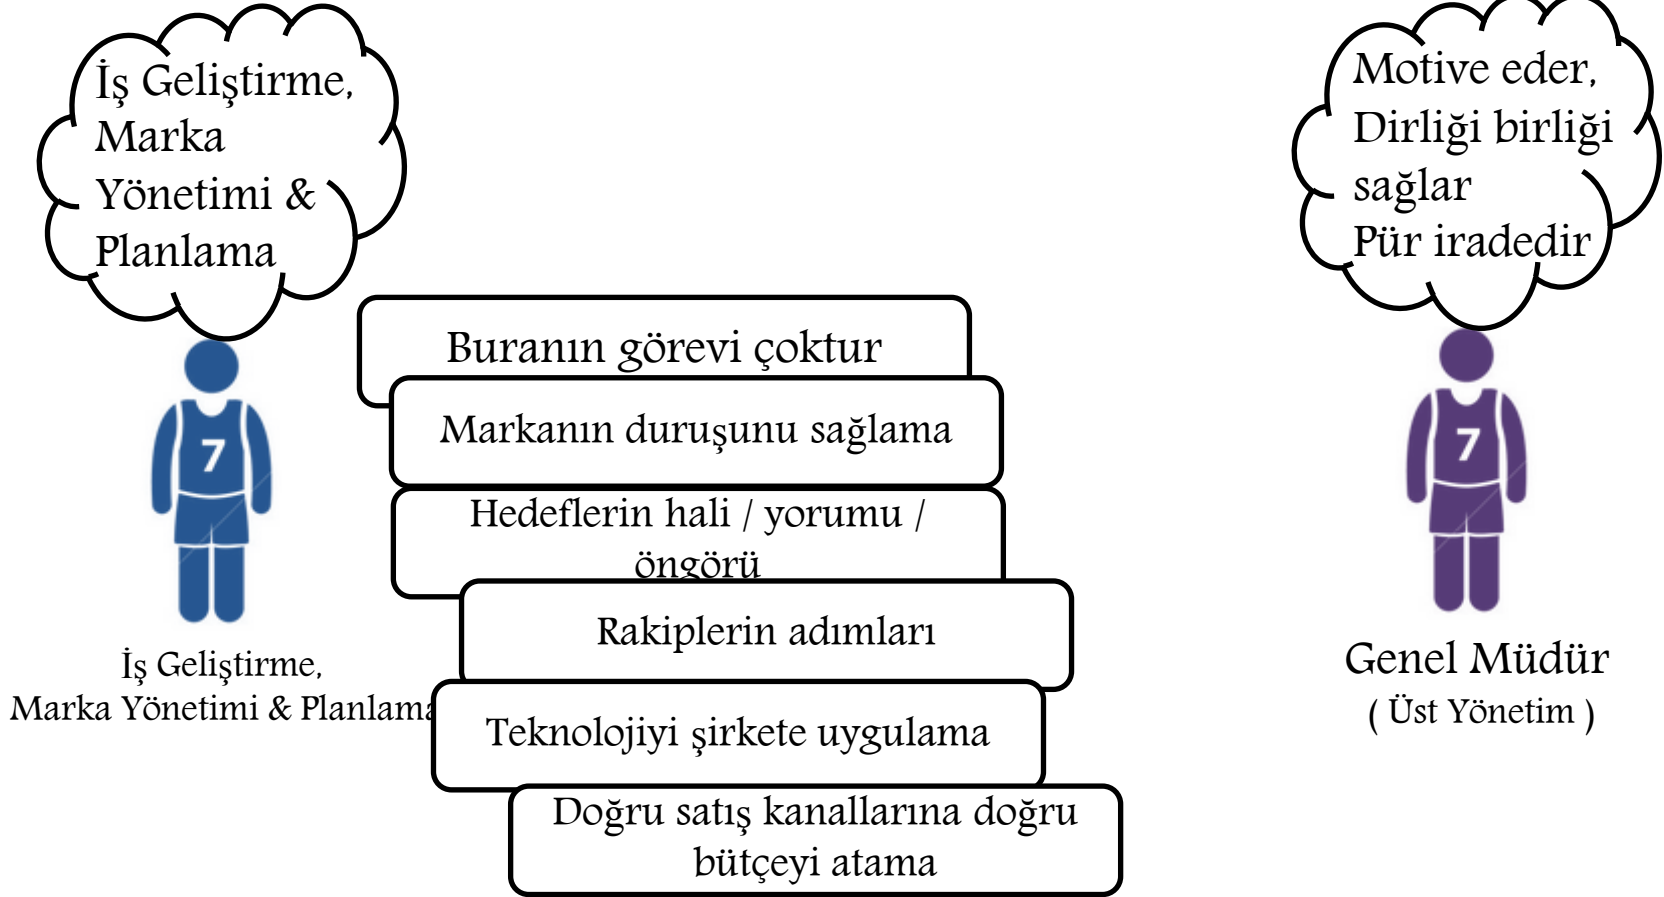 İş Geliştirme,
Marka
Yönetimi &
Planlama
Motive eder,
Dirliği birliği
sağlar
Pür iradedir
Buranın görevi çoktur
Markanın duruşunu sağlama
Hedeflerin hali / yorumu /
öngörü
Rakiplerin adımları
Teknolojiyi şirkete uygulama
Doğru satış kanallarına doğru
bütçeyi atama
7
İş Geliştirme,
Marka Yönetimi & Planlama
7
Genel Müdür
( Üst Yönetim )